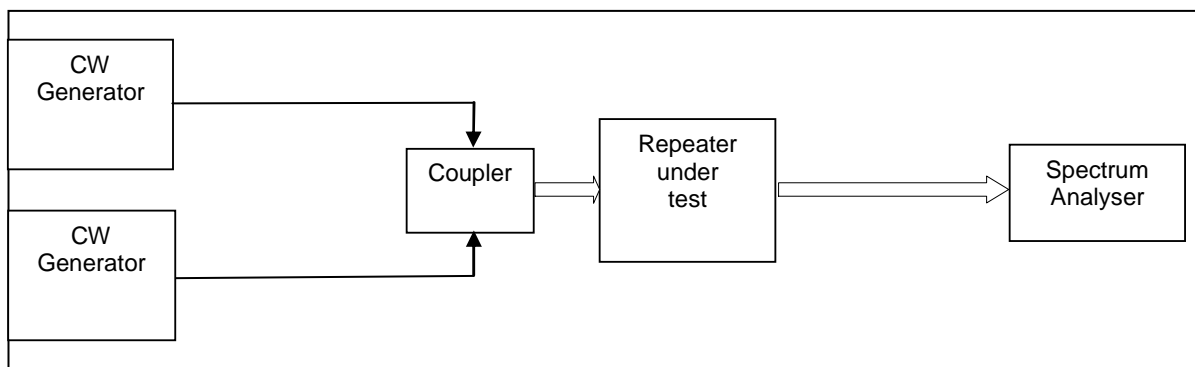 CW
Generator
Coupler
Repeater
under
test
Spectrum
Analyser
CW
Generator